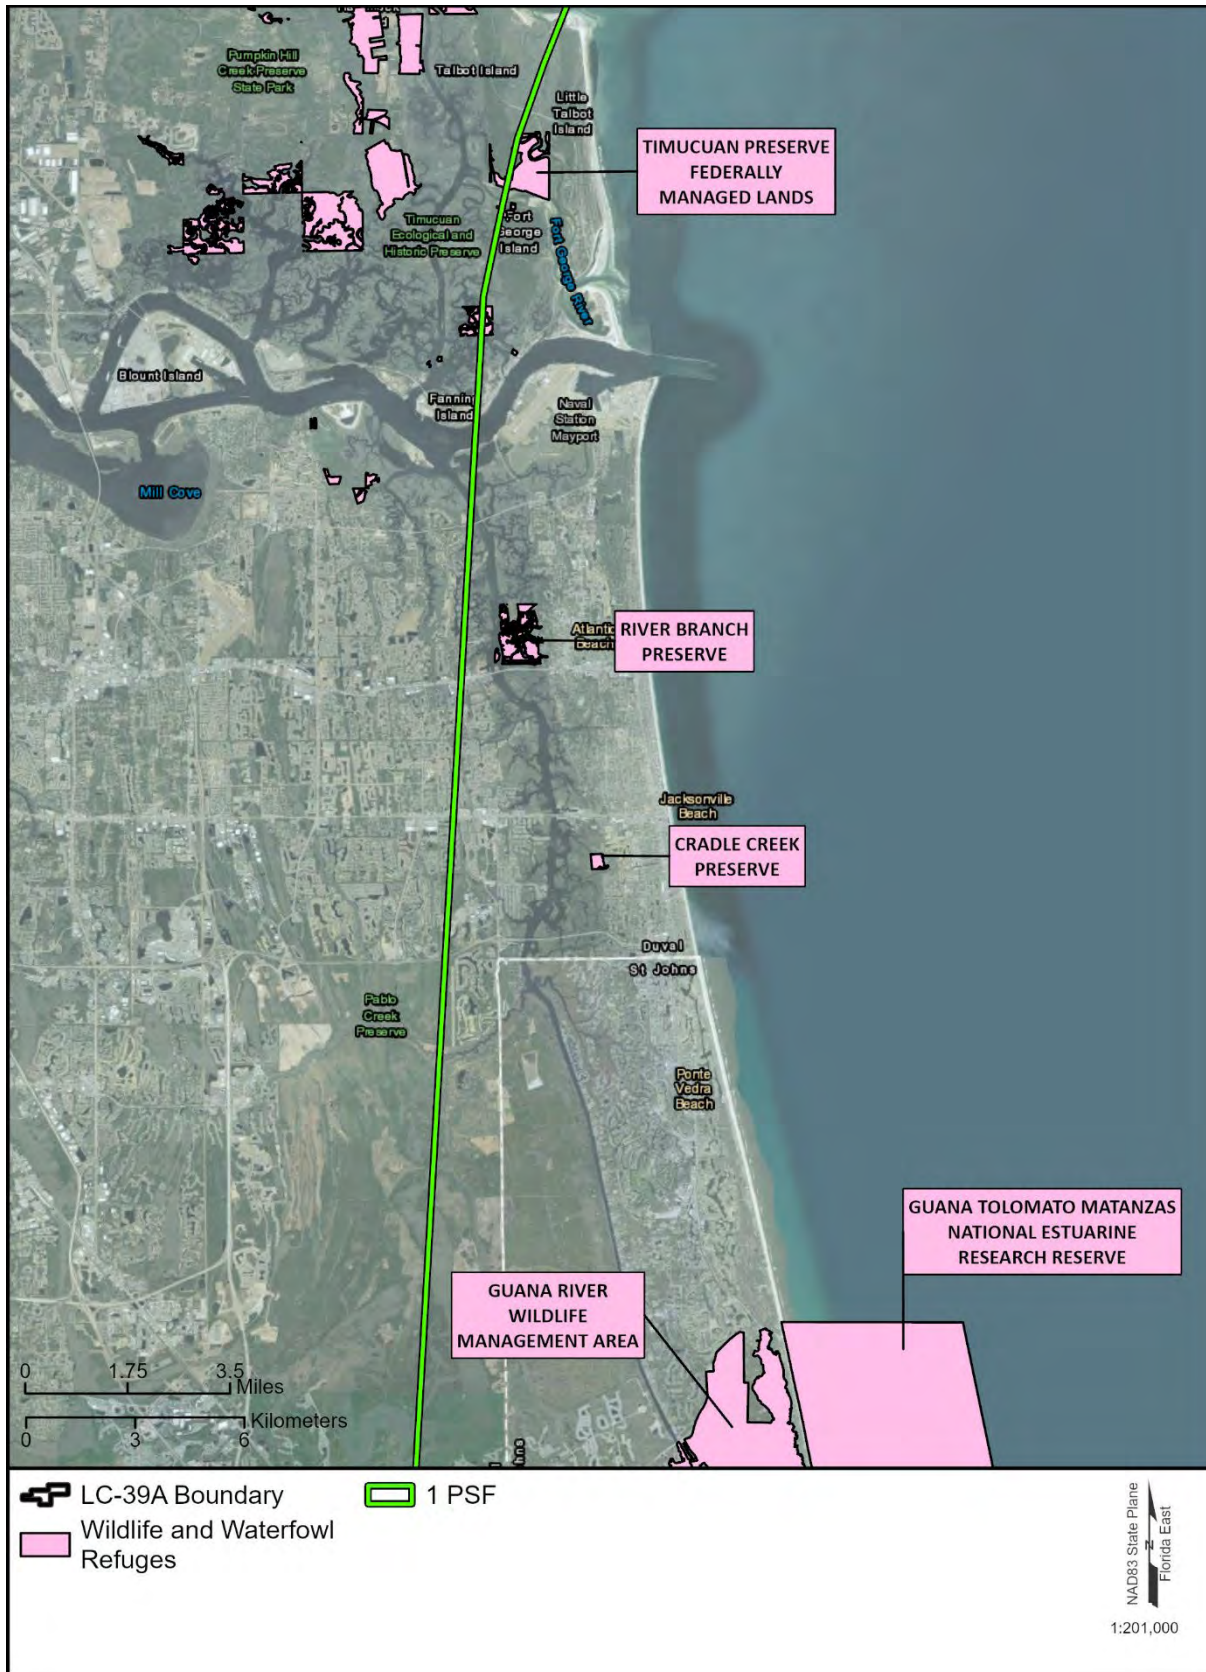 Pumpkin Hill
Creek Preserve
State Park
Talbot Island
Little
Talbot
Island
TIMUCUAN PRESERVE
FEDERALLY
MANAGED LANDS
Timucuan
Ecological and
Historic Preserve
Fort
George
Island
Fort George River
Blount Island
Fanning
Island
Naval
Station
Mayport
Mill Cove
Atlantic
Beach
RIVER BRANCH
PRESERVE
Jacksonville
Beach
CRADLE CREEK
PRESERVE
Duval
St Johns
Pablo
Creek
Preserve
Ponte
Vedra
Beach
GUANA TOLOMATO MATANZAS
NATIONAL ESTUARINE
RESEARCH RESERVE
GUANA RIVER
WILDLIFE
MANAGEMENT AREA
0 1.75 3.5
Miles
Kilometers
0 3 6
LC-39A Boundary
1 PSF
Wildlife and Waterfowl
Refuges
NAD83 State Plane
Florida East
N
1:201,000